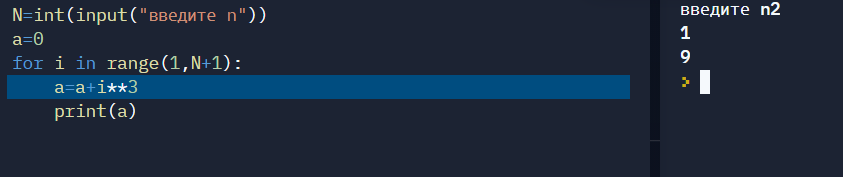 N=int(input("введите n"))
a=0
for i in range(1,N+1):
    a=a+i**3
    print(a)
введите n2
1
9
>